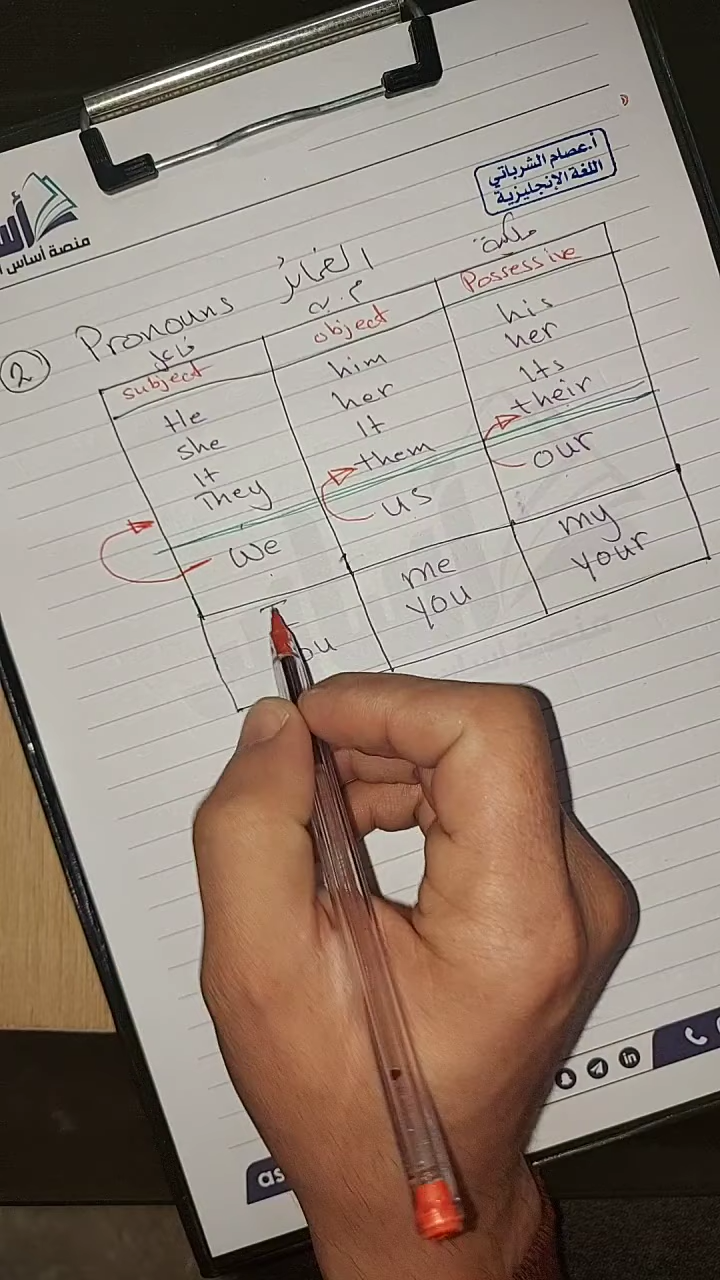 أ.عصام الشرباتي
اللغة الإنجليزية
منصة أساس
2 Pronouns الضمائر
فاعل م. به ملكية
subject object Possessive
He him his
she her her
It It Its
They them their
We us our
I me my
you your